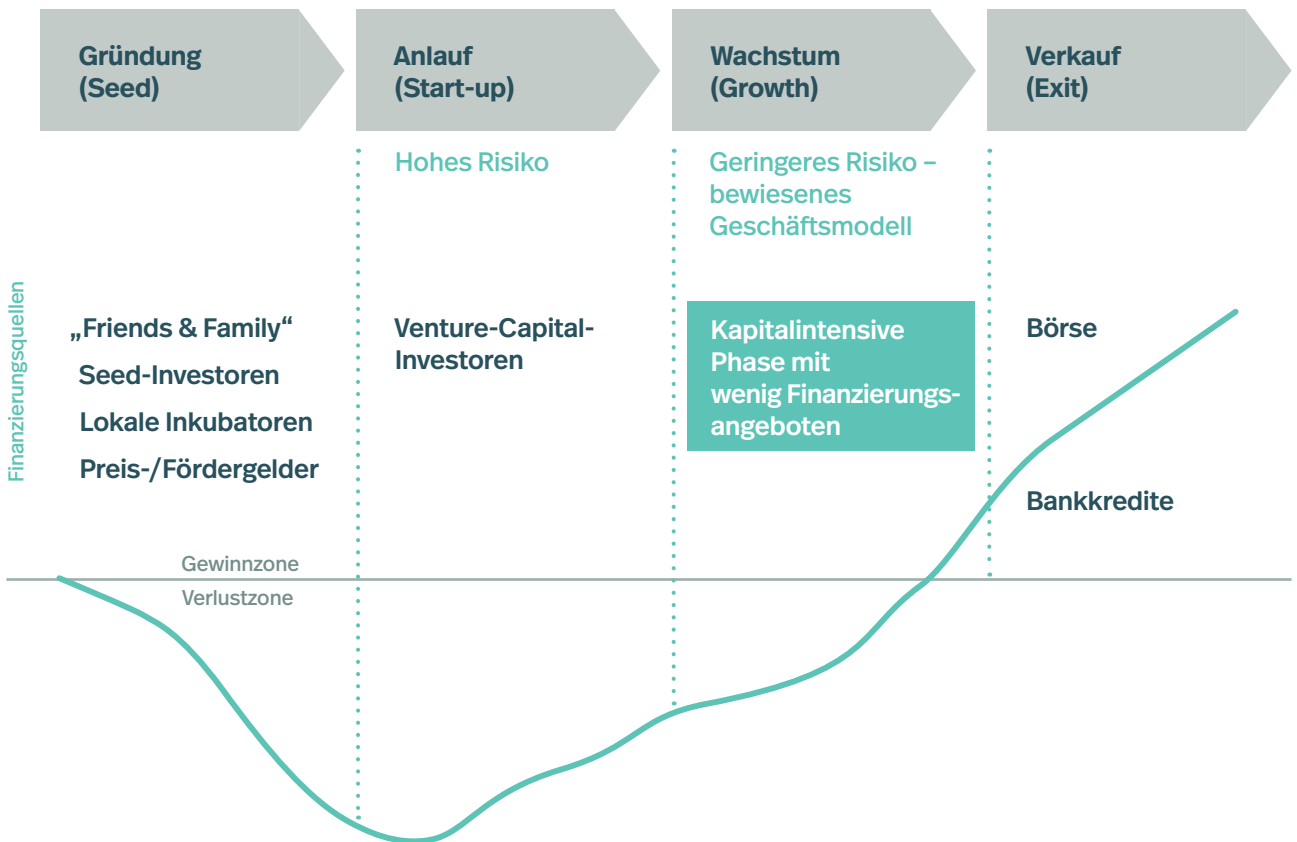 Gründung
(Seed)
Anlauf
(Start-up)
Wachstum
(Growth)
Verkauf
(Exit)
Hohes Risiko
Geringeres Risiko –
bewiesenes
Geschäftsmodell
Finanzierungsquellen
„Friends & Family“
Seed-Investoren
Lokale Inkubatoren
Preis-/Fördergelder
Venture-Capital-
Investoren
Kapitalintensive
Phase mit
wenig Finanzierungs-
angeboten
Börse
Bankkredite
Gewinnzone
Verlustzone